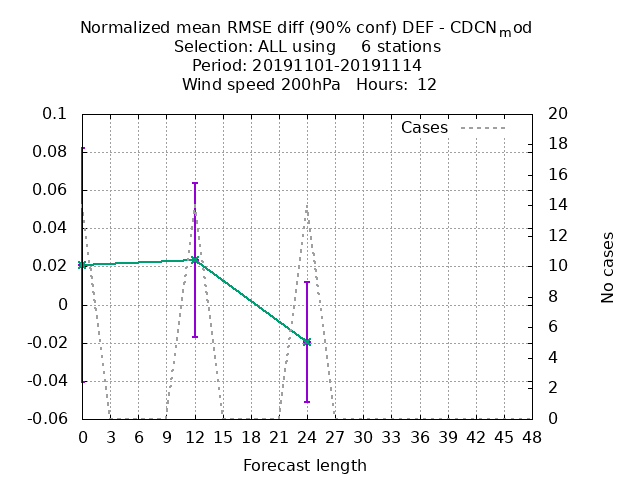 Normalized mean RMSE diff (90% conf) DEF - CDCNmod
Selection: ALL using     6 stations
Period: 20191101-20191114
Wind speed 200hPa   Hours:  12
0.1
0.08
0.06
0.04
0.02
0
-0.02
-0.04
-0.06
20
18
16
14
12
10
8
6
4
2
0
Cases
No cases
0 3 6 9 12 15 18 21 24 27 30 33 36 39 42 45 48
Forecast length